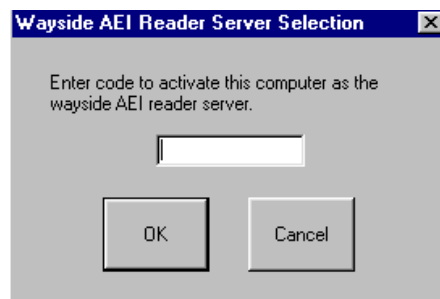 Wayside AEI Reader Server Selection
Enter code to activate this computer as the
wayside AEI reader server.
OK
Cancel